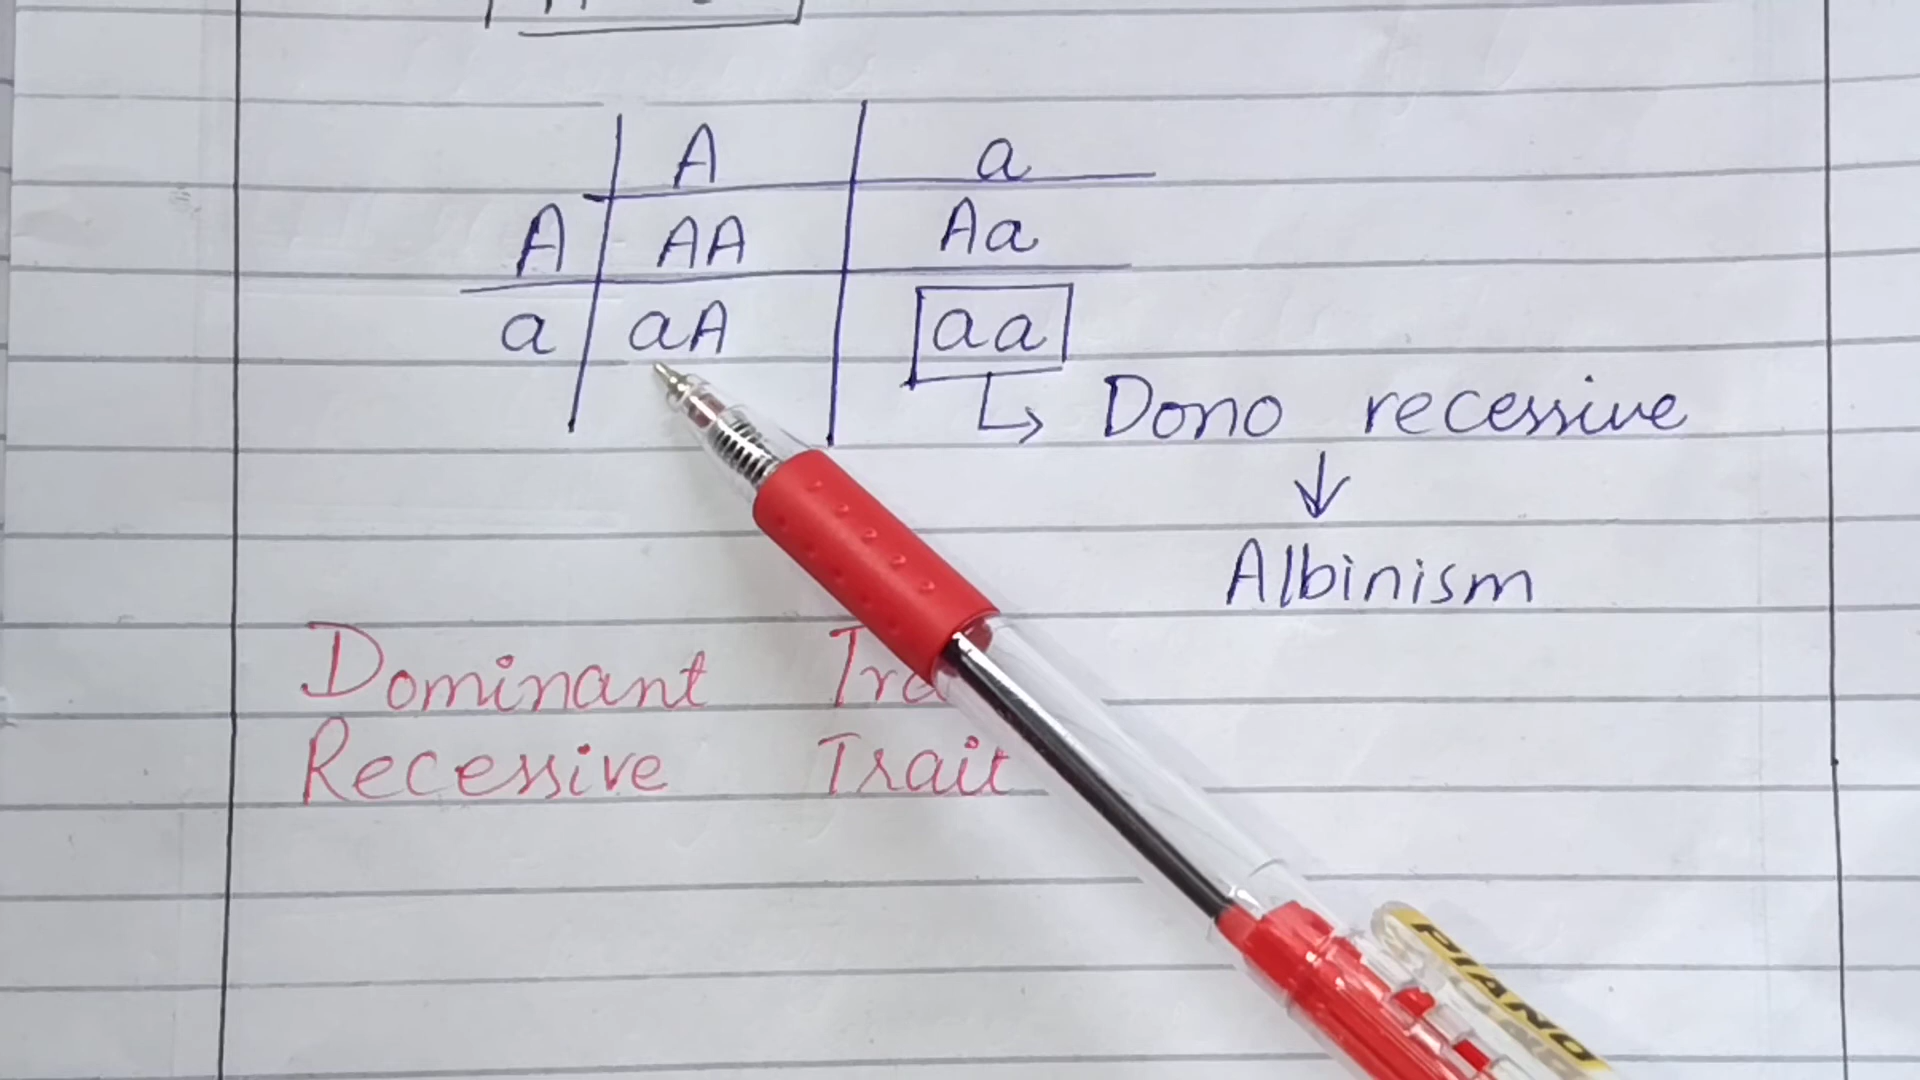 A a
A AA Aa
a aA aa
Dono recessive
Albinism
Dominant
Recessive Trait
PIANO